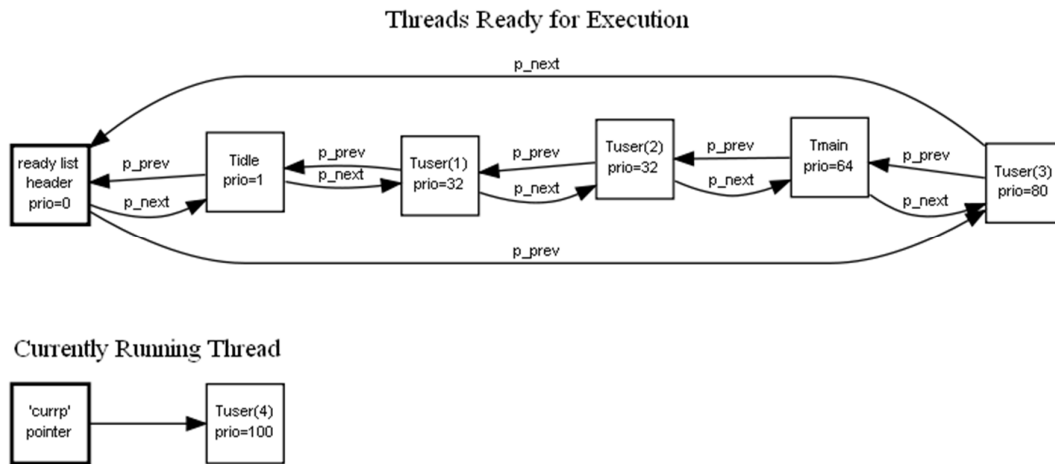 Threads Ready for Execution
p_next
ready list
header
prio=0
p_prev
p_next
Tidle
prio=1
p_prev
p_next
Tuser(1)
prio=32
p_prev
p_next
Tuser(2)
prio=32
p_prev
p_next
Tmain
prio=64
p_prev
p_next
Tuser(3)
prio=80
p_prev
Currently Running Thread
'currp'
pointer
Tuser(4)
prio=100